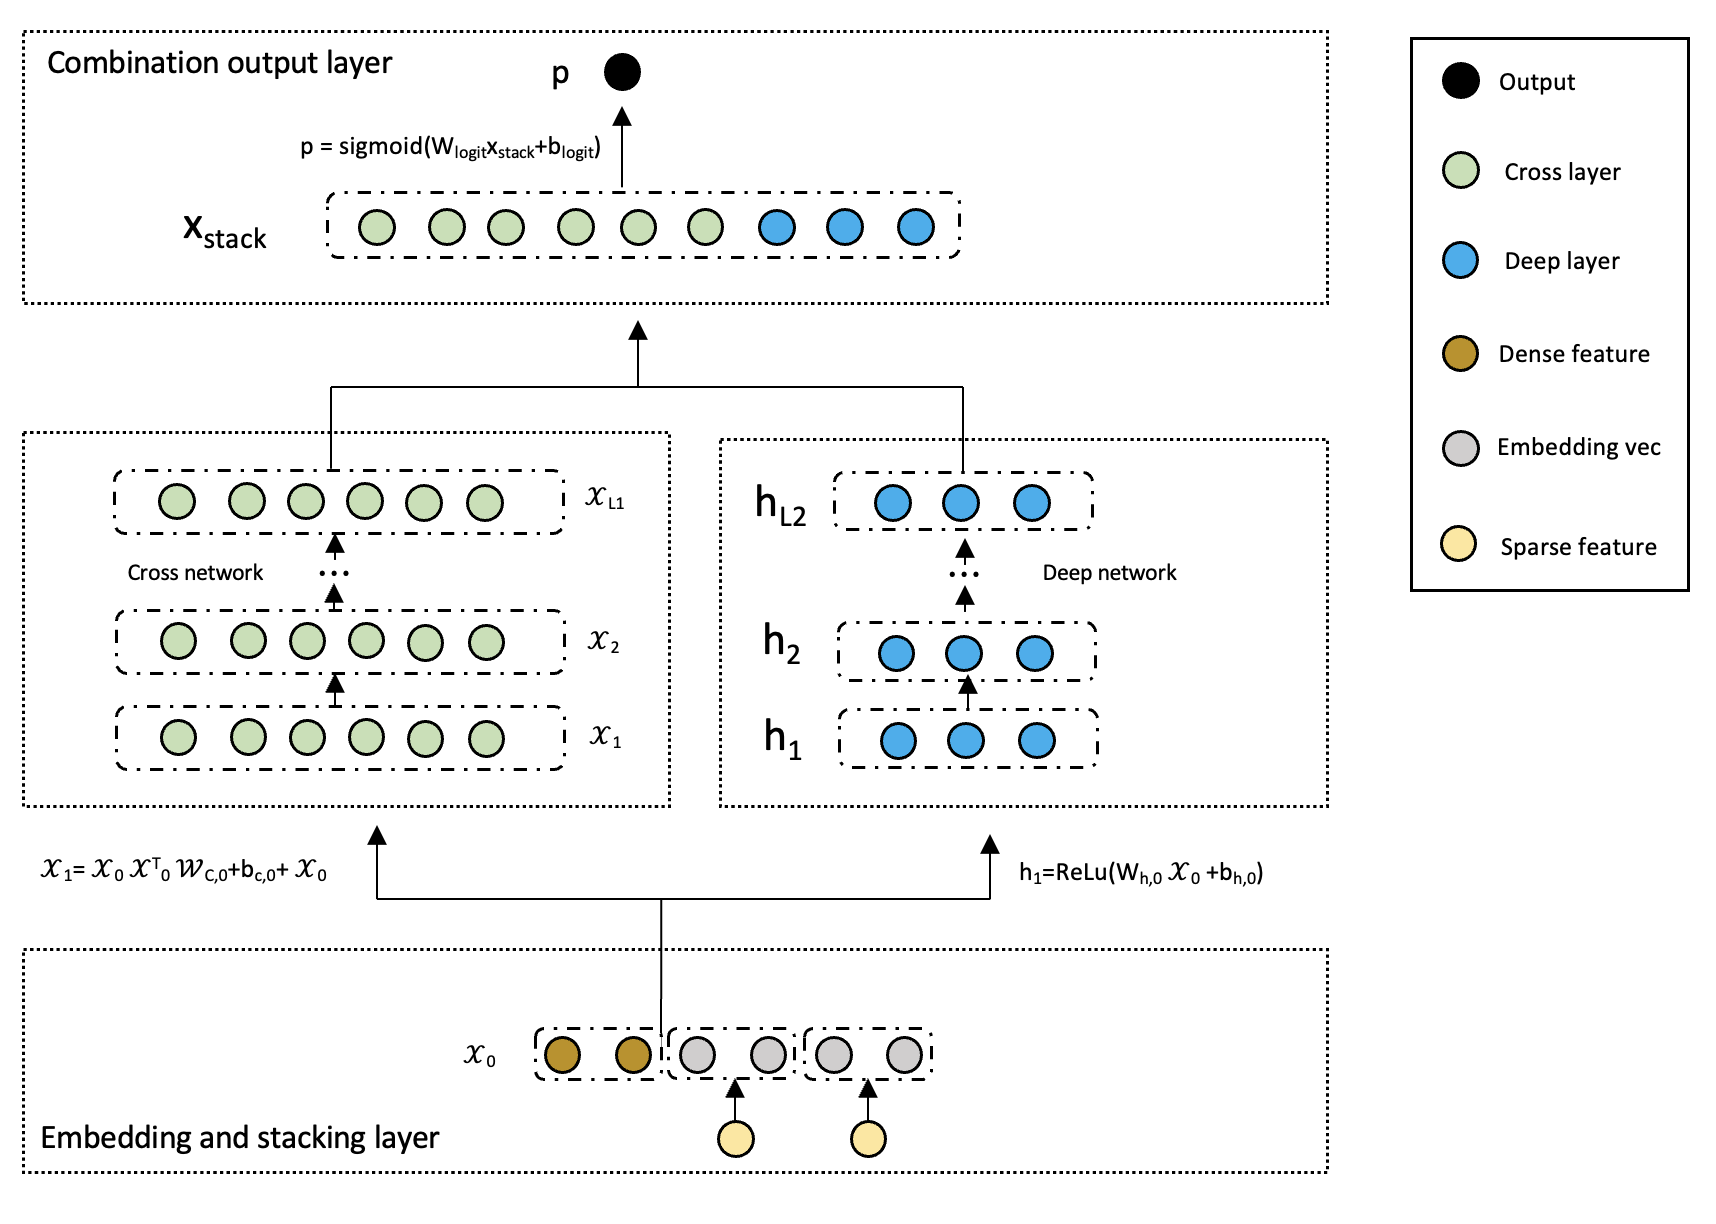 Combination output layer
p
p = sigmoid(W_logit x_stack+b_logit)
x_stack
Cross network
𝒳_L1
𝒳_2
𝒳_1
h_L2
Deep network
h_2
h_1
𝒳_1= 𝒳_0 𝒳^T_0 𝒲_C,0+b_c,0+ 𝒳_0
h_1=ReLu(W_h,0 𝒳_0 +b_h,0)
𝒳_0
Embedding and stacking layer
Output
Cross layer
Deep layer
Dense feature
Embedding vec
Sparse feature